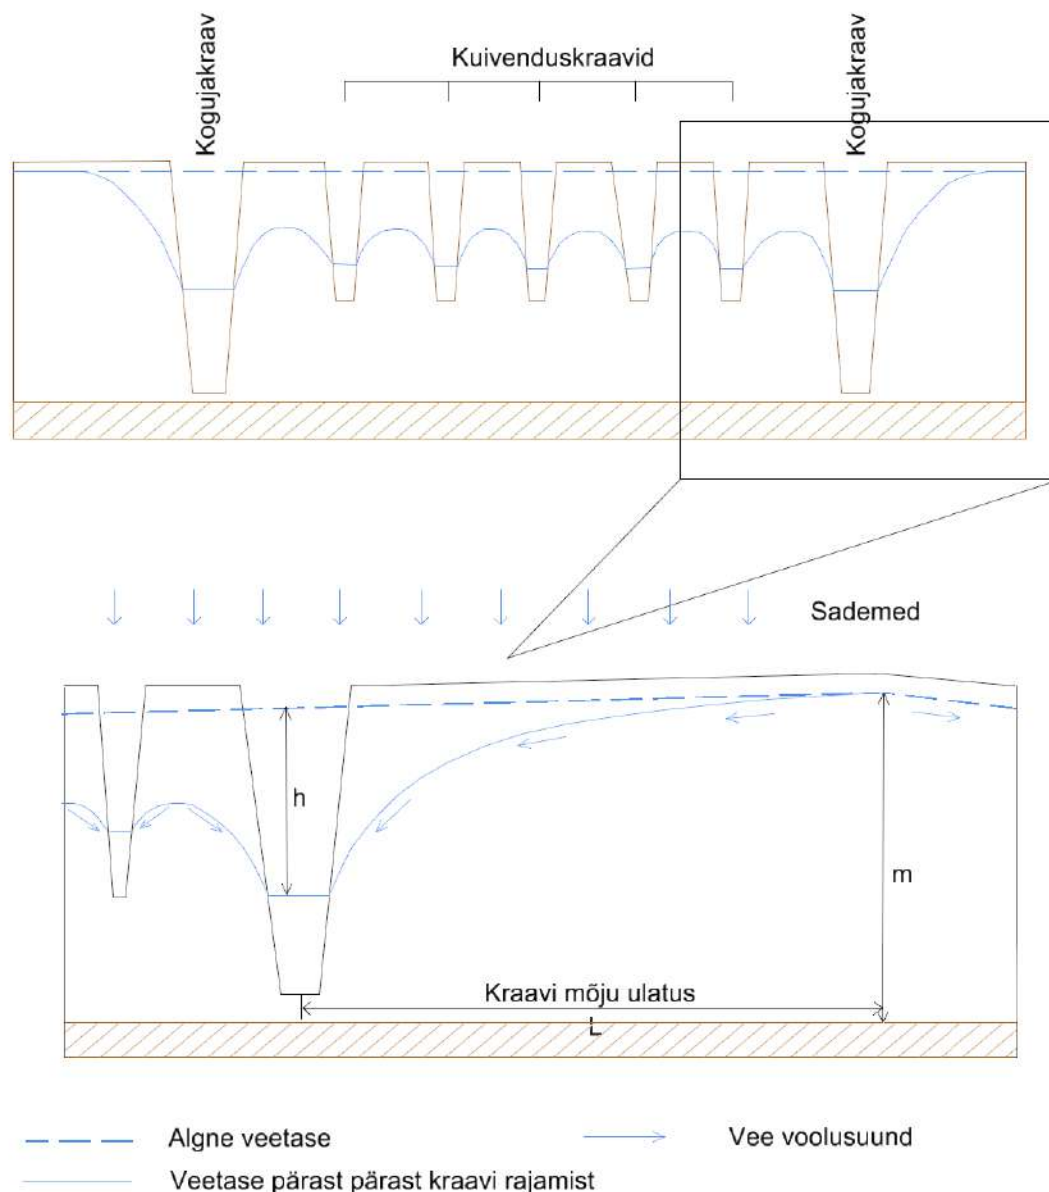 Kogujakraav
Kuivenduskraavid
Kogujakraav
Sademed
h
m
Kraavi mõju ulatus
L
Algne veetase
Vee voolusuund
Veetase pärast pärast kraavi rajamist